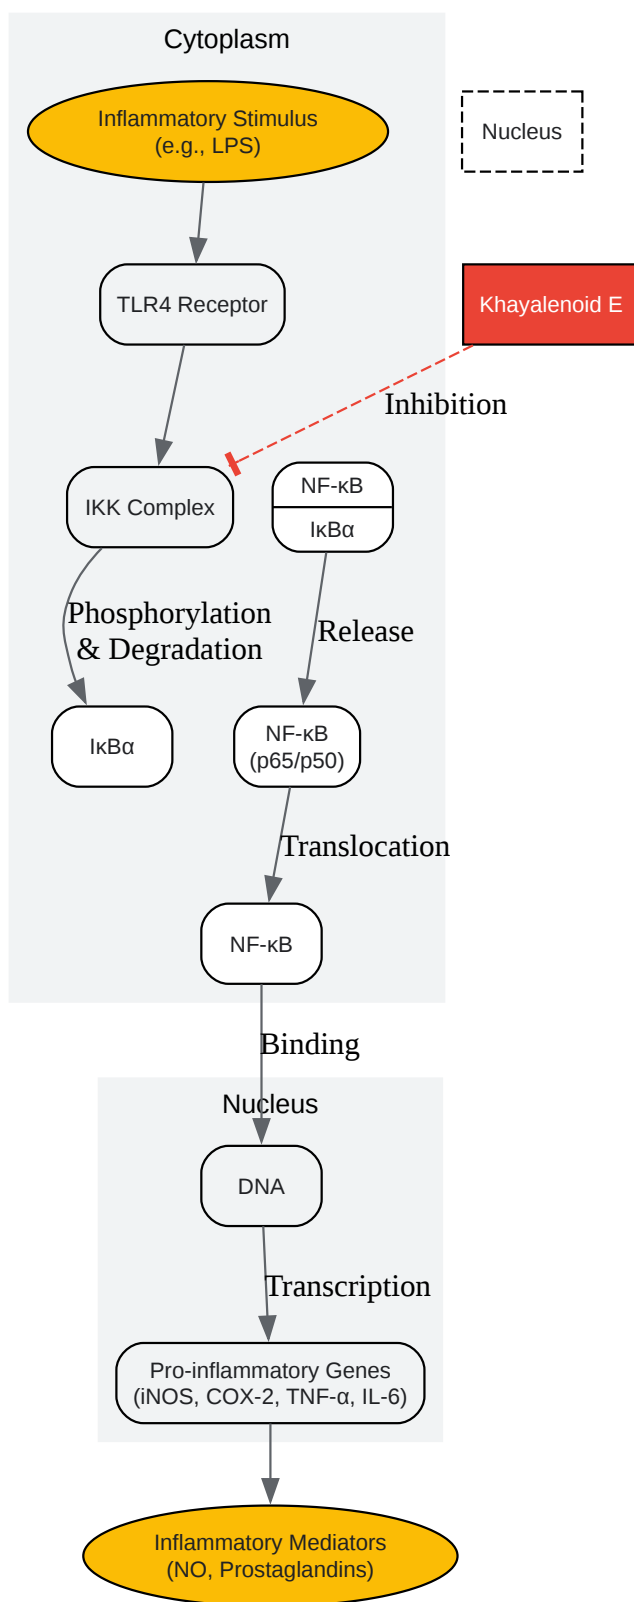 Cytoplasm
Inflammatory Stimulus
(e.g., LPS)
Nucleus
TLR4 Receptor
Khayalenoid E
Inhibition
IKK Complex
NF-κB
IκBα
Phosphorylation
& Degradation
Release
IκBα
NF-κB
(p65/p50)
Translocation
NF-κB
Binding
Nucleus
DNA
Transcription
Pro-inflammatory Genes
(iNOS, COX-2, TNF-α, IL-6)
Inflammatory Mediators
(NO, Prostaglandins)